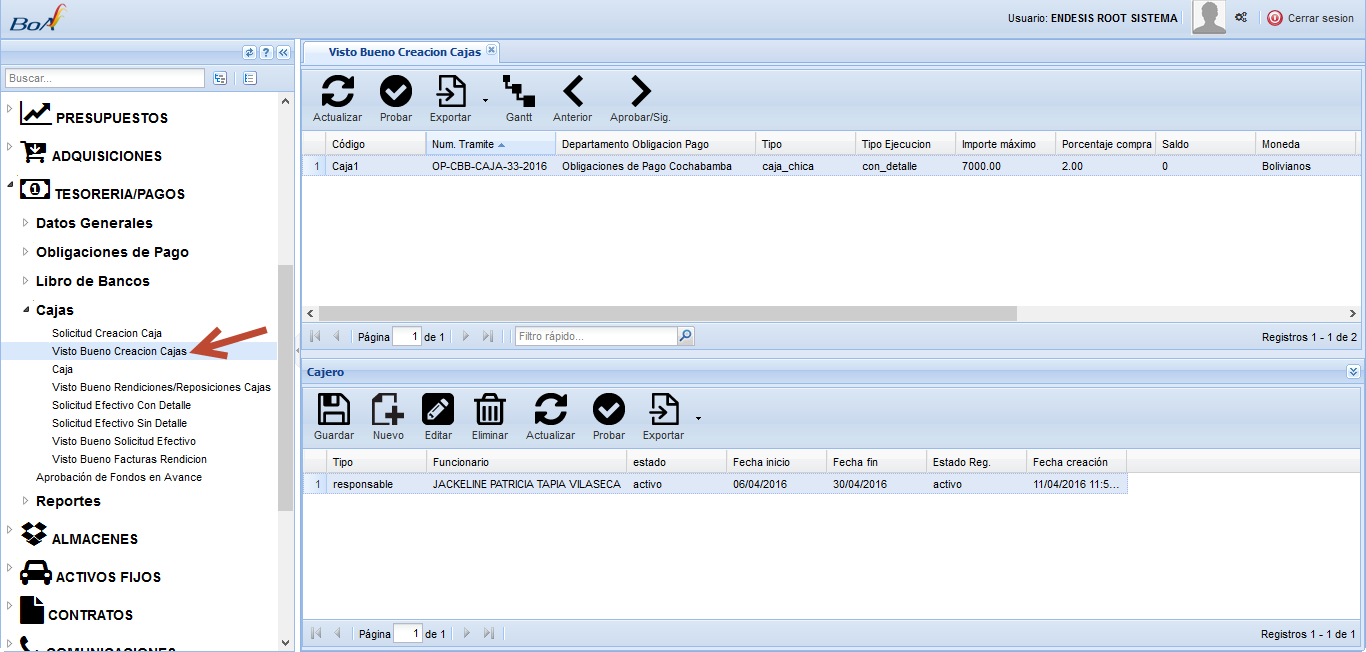 BoA
Usuario: ENDESIS ROOT SISTEMA
Cerrar sesion
Buscar...
PRESUPUESTOS
ADQUISICIONES
TESORERIA/PAGOS
Datos Generales
Obligaciones de Pago
Libro de Bancos
Cajas
Solicitud Creacion Caja
Visto Bueno Creacion Cajas
Caja
Visto Bueno Rendiciones/Reposiciones Cajas
Solicitud Efectivo Con Detalle
Solicitud Efectivo Sin Detalle
Visto Bueno Solicitud Efectivo
Visto Bueno Facturas Rendicion
Aprobación de Fondos en Avance
Reportes
ALMACENES
ACTIVOS FIJOS
CONTRATOS
COMUNICACIONES
Visto Bueno Creacion Cajas
Actualizar Probar Exportar Gantt Anterior Aprobar/Sig.
Código Num. Tramite Departamento Obligacion Pago Tipo Tipo Ejecucion Importe máximo Porcentaje compra Saldo Moneda
1 Caja1 OP-CBB-CAJA-33-2016 Obligaciones de Pago Cochabamba caja_chica con_detalle 7000.00 2.00 0 Bolivianos
Página 1 de 1 Filtro rápido... Registros 1 - 1 de 2
Cajero
Guardar Nuevo Editar Eliminar Actualizar Probar Exportar
Tipo Funcionario estado Fecha inicio Fecha fin Estado Reg. Fecha creación
1 responsable JACKELINE PATRICIA TAPIA VILASECA activo 06/04/2016 30/04/2016 activo 11/04/2016 11:5...
Página 1 de 1 Registros 1 - 1 de 1